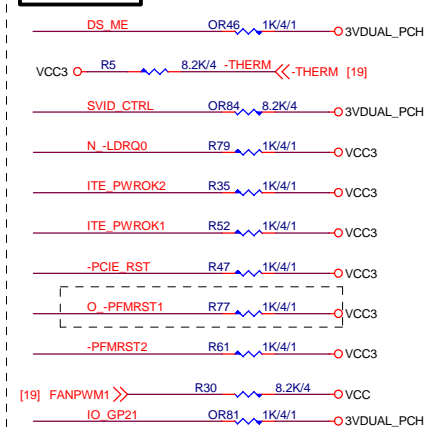 DS_ME OR46 1K/4/1 3VDUAL_PCH
VCC3 R5 8.2K/4 -THERM -THERM [19]
SVID_CTRL OR84 8.2K/4 3VDUAL_PCH
N_-LDRQ0 R79 1K/4/1 VCC3
ITE_PWROK2 R35 1K/4/1 VCC3
ITE_PWROK1 R52 1K/4/1 VCC3
-PCIE_RST R47 1K/4/1 VCC3
O_-PFMRST1 R77 1K/4/1 VCC3
-PFMRST2 R61 1K/4/1 VCC3
[19] FANPWM1 R30 8.2K/4 VCC
IO_GP21 OR81 1K/4/1 3VDUAL_PCH